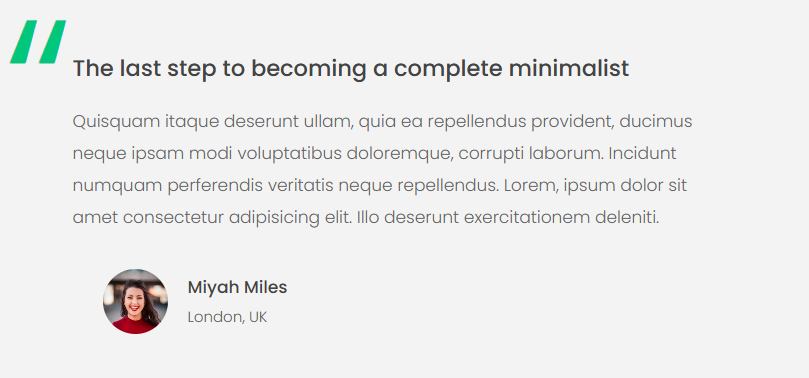 "
The last step to becoming a complete minimalist
Quisquam itaque deserunt ullam, quia ea repellendus provident, ducimus
neque ipsam modi voluptatibus doloremque, corrupti laborum. Incidunt
numquam perferendis veritatis neque repellendus. Lorem, ipsum dolor sit
amet consectetur adipisicing elit. Illo deserunt exercitationem deleniti.
Miyah Miles
London, UK